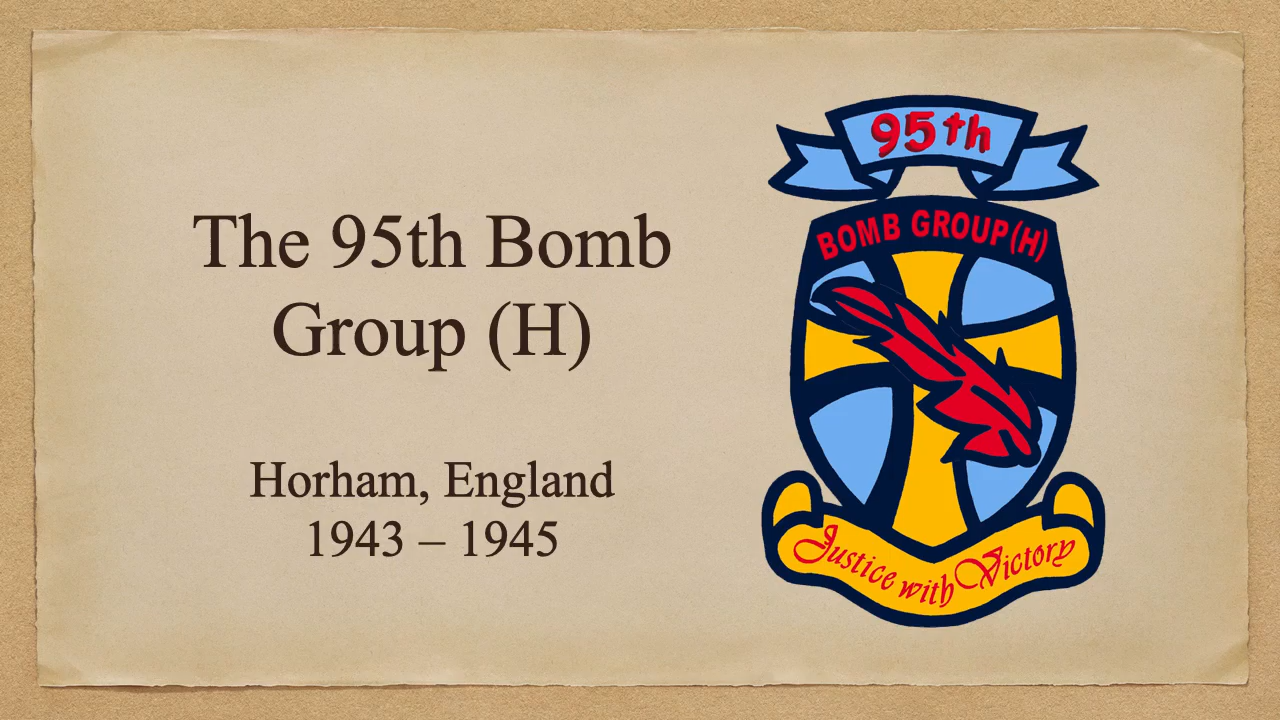 The 95th Bomb
Group (H)
Horham, England
1943 – 1945
95th
BOMB GROUP (H)
Justice with Victory